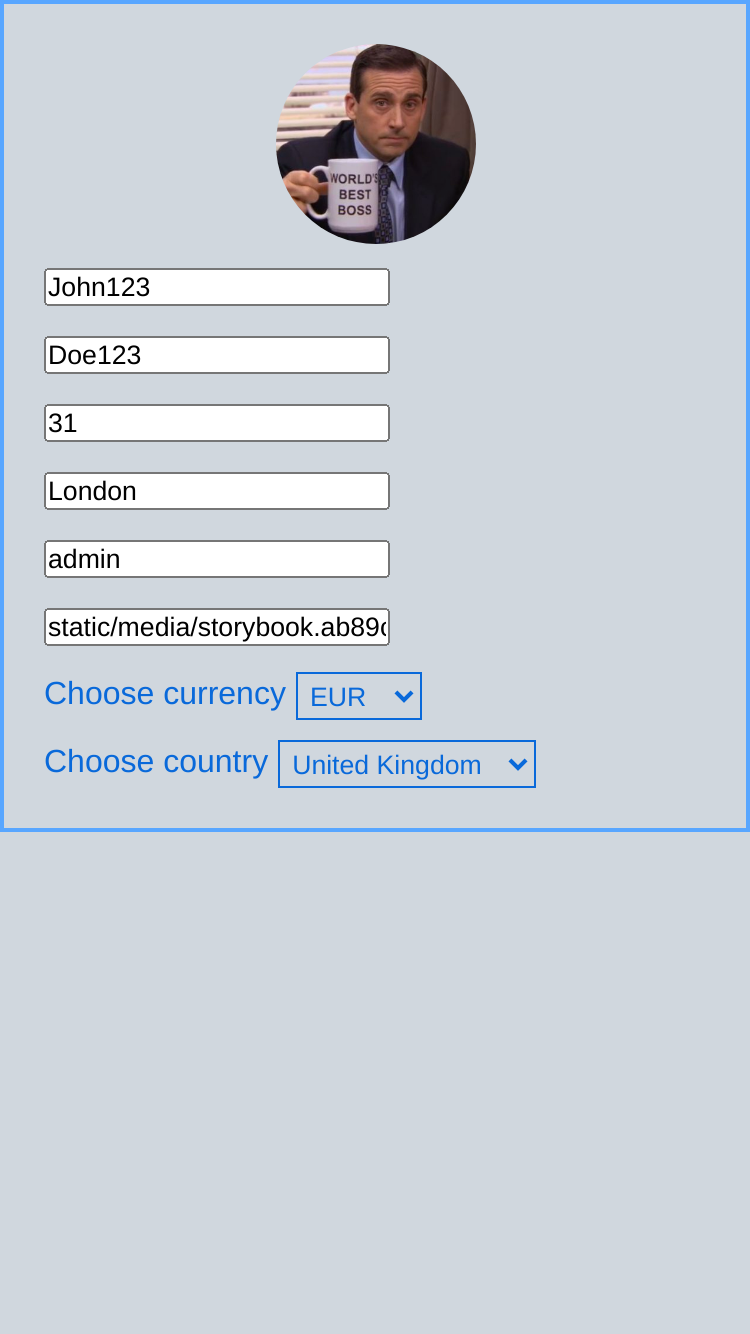 WORLD'S
BEST
BOSS
John123
Doe123
31
London
admin
static/media/storybook.ab89
Choose currency EUR
Choose country United Kingdom